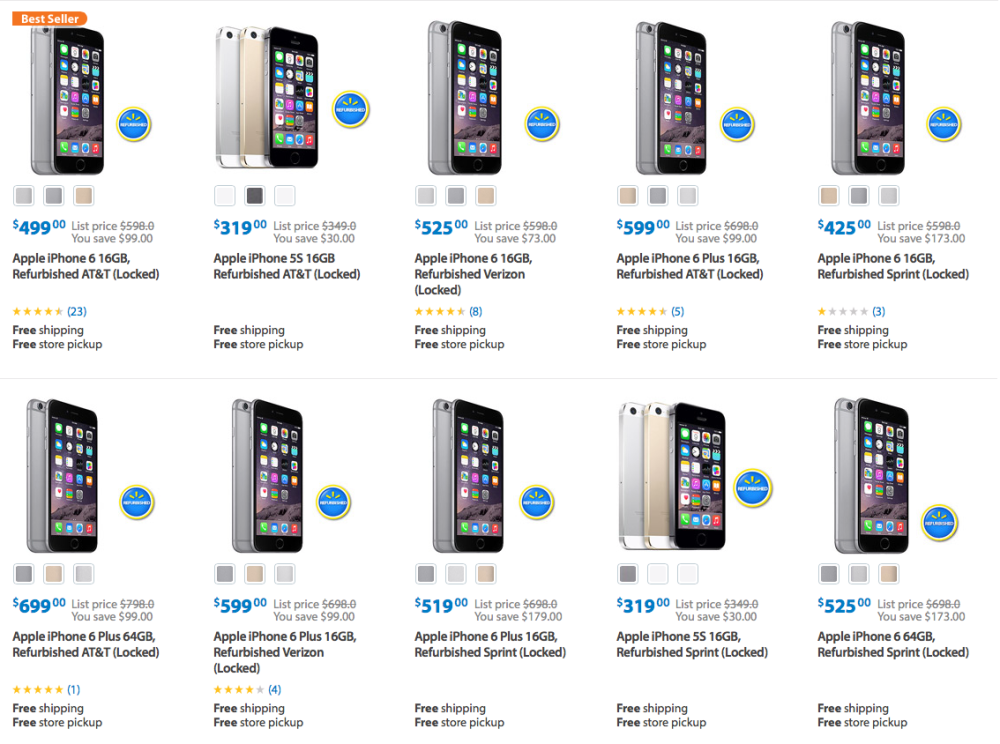 Best Seller
REFURBISHED
REFURBISHED
REFURBISHED
REFURBISHED
REFURBISHED
$499 00 List price $598.0
You save $99.00
Apple iPhone 6 16GB,
Refurbished AT&T (Locked)
(23)
Free shipping
Free store pickup
$319 00 List price $349.0
You save $30.00
Apple iPhone 5S 16GB
Refurbished AT&T (Locked)
Free shipping
Free store pickup
$525 00 List price $598.0
You save $73.00
Apple iPhone 6 16GB,
Refurbished Verizon
(Locked)
(8)
Free shipping
Free store pickup
$599 00 List price $698.0
You save $99.00
Apple iPhone 6 Plus 16GB,
Refurbished AT&T (Locked)
(5)
Free shipping
Free store pickup
$425 00 List price $598.0
You save $173.00
Apple iPhone 6 16GB,
Refurbished Sprint (Locked)
(3)
Free shipping
Free store pickup
REFURBISHED
REFURBISHED
REFURBISHED
REFURBISHED
REFURBISHED
$699 00 List price $798.0
You save $99.00
Apple iPhone 6 Plus 64GB,
Refurbished AT&T (Locked)
(1)
Free shipping
Free store pickup
$599 00 List price $698.0
You save $99.00
Apple iPhone 6 Plus 16GB,
Refurbished Verizon
(Locked)
(4)
Free shipping
Free store pickup
$519 00 List price $698.0
You save $179.00
Apple iPhone 6 Plus 16GB,
Refurbished Sprint (Locked)
Free shipping
Free store pickup
$319 00 List price $349.0
You save $30.00
Apple iPhone 5S 16GB,
Refurbished Sprint (Locked)
Free shipping
Free store pickup
$525 00 List price $698.0
You save $173.00
Apple iPhone 6 64GB,
Refurbished Sprint (Locked)
Free shipping
Free store pickup